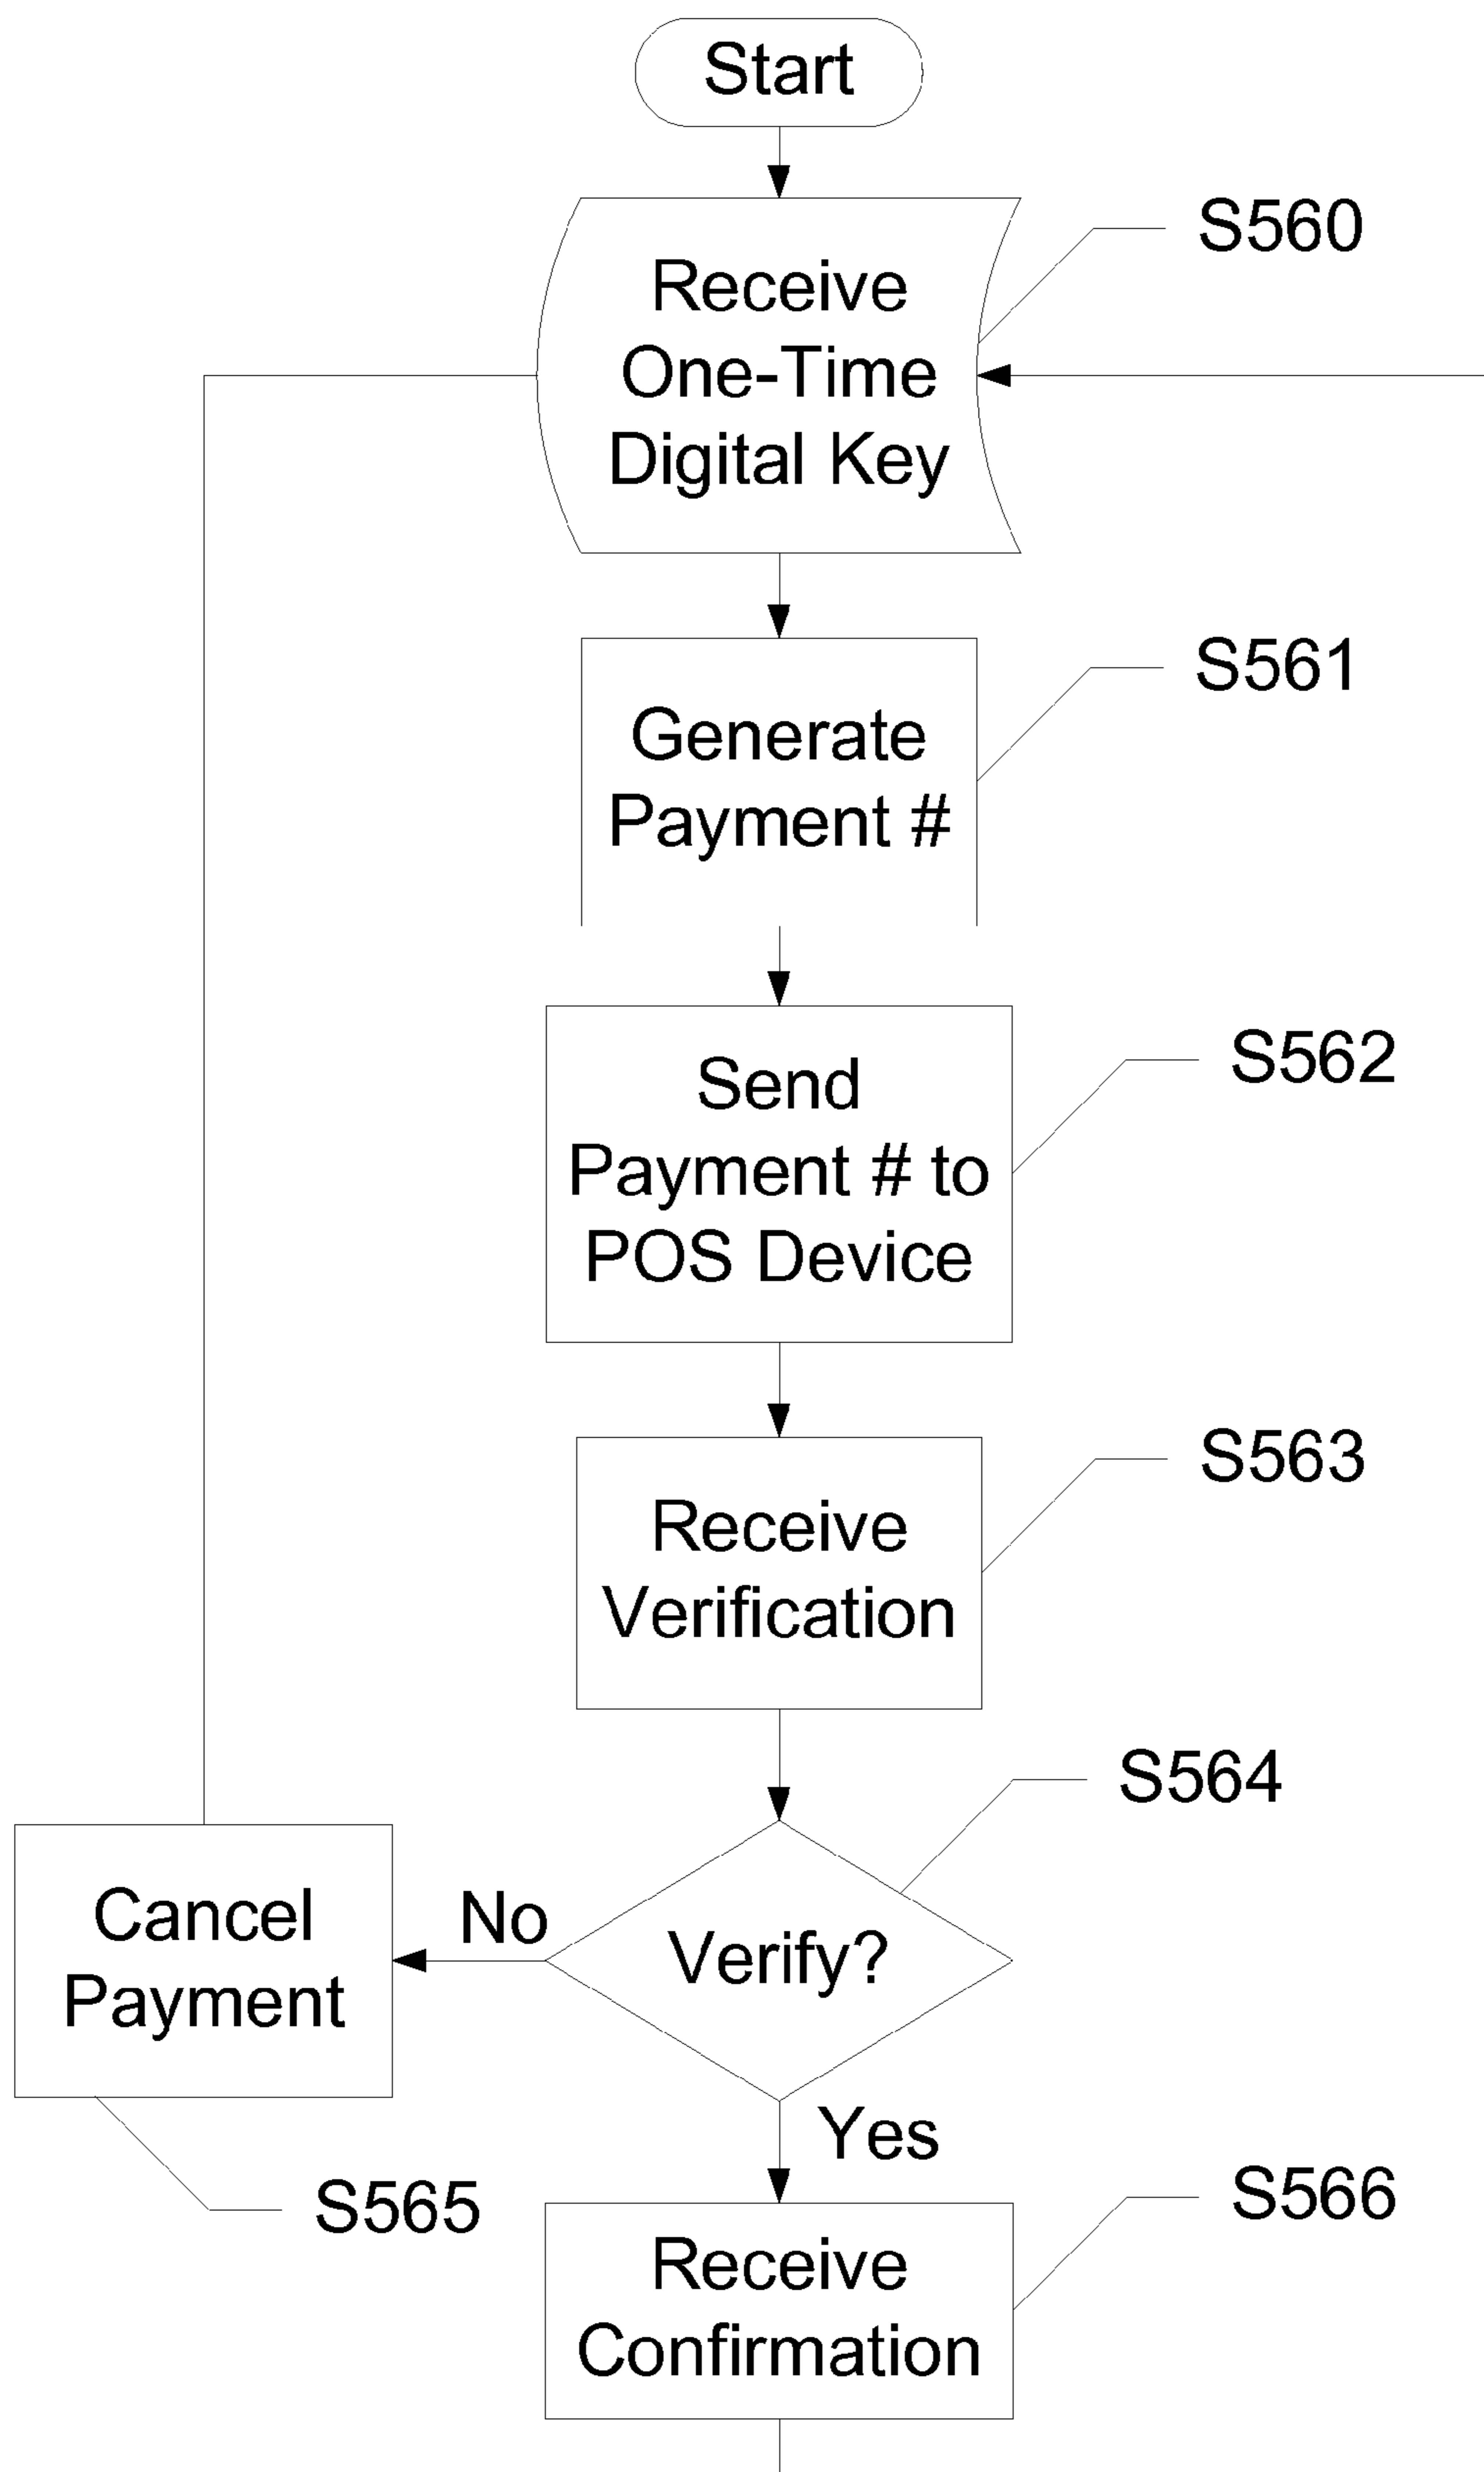 Start
S560
Receive
One-Time
Digital Key
S561
Generate
Payment #
S562
Send
Payment # to
POS Device
S563
Receive
Verification
S564
Verify?
No
Cancel
Payment
Yes
S565
S566
Receive
Confirmation